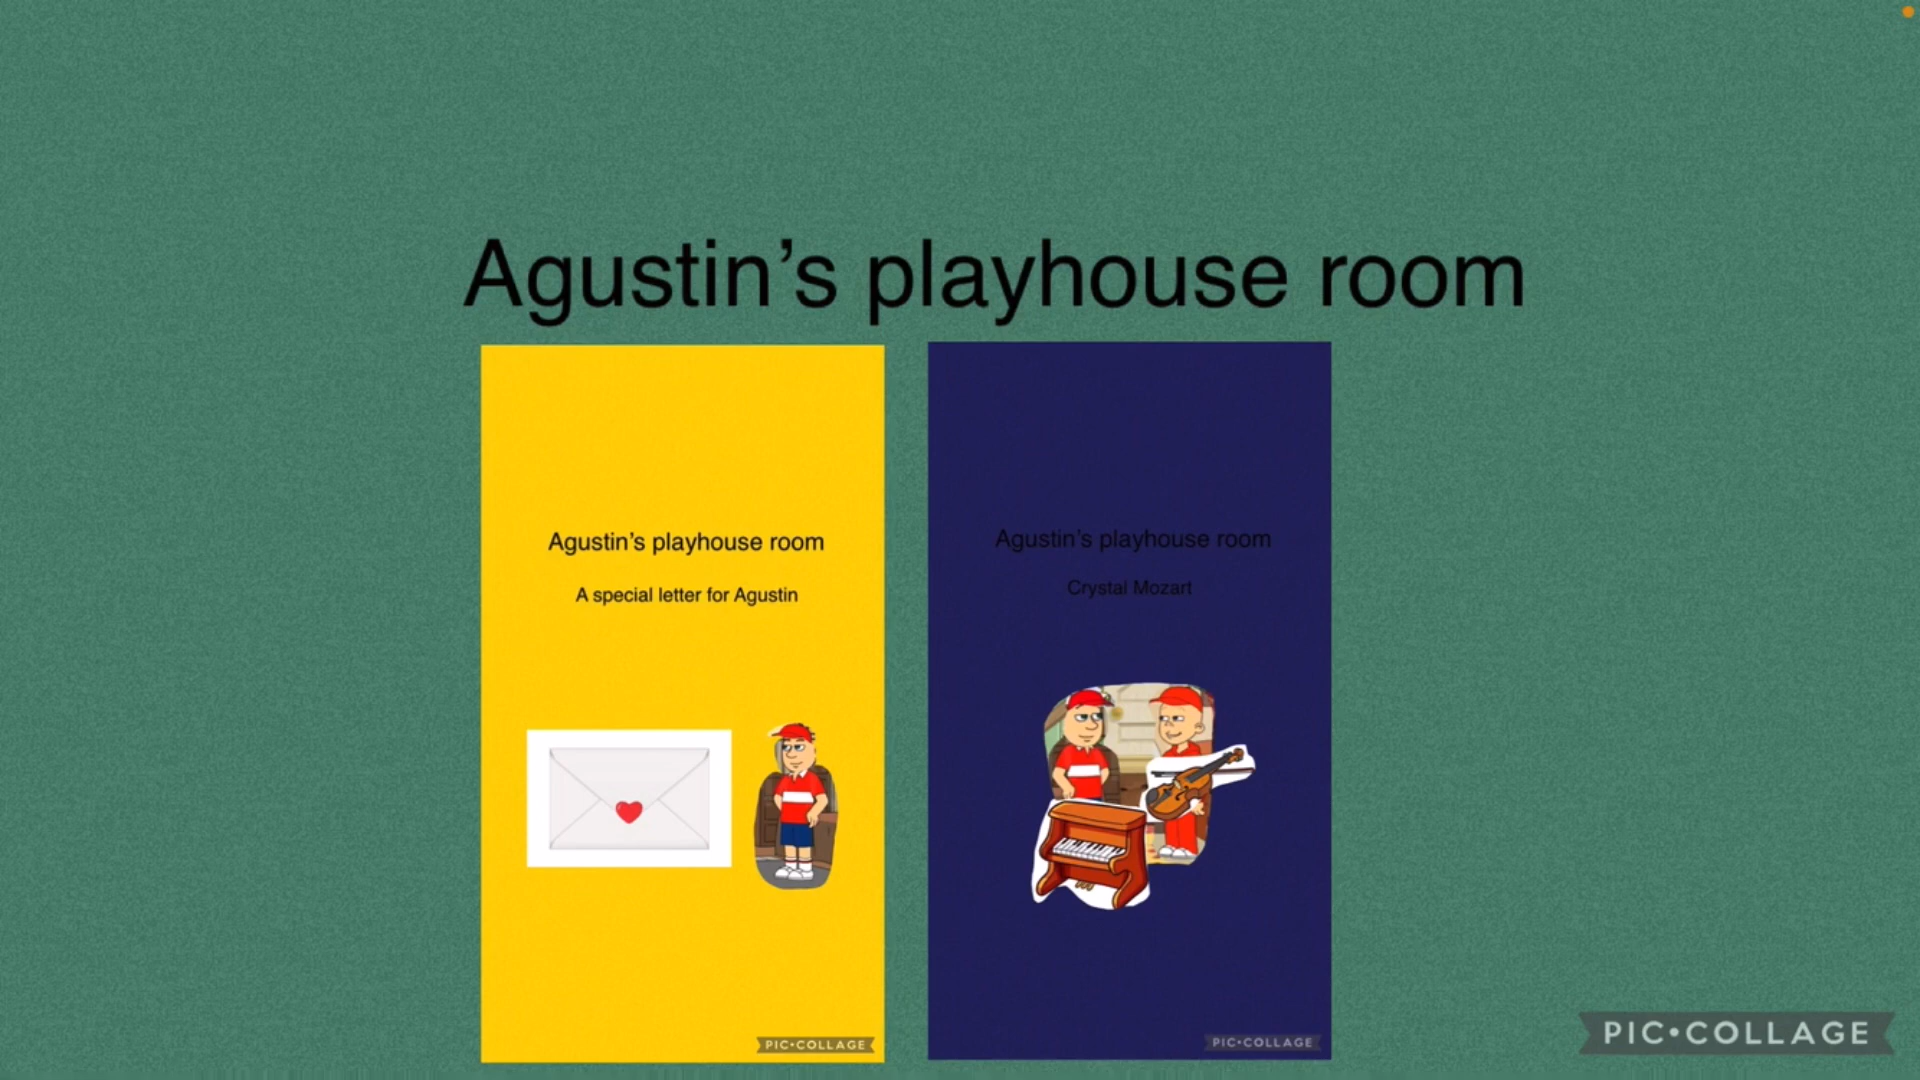 Agustin’s playhouse room
Agustin’s playhouse room
A special letter for Agustin
PIC•COLLAGE
Agustin’s playhouse room
Crystal Mozart
PIC•COLLAGE
PIC•COLLAGE